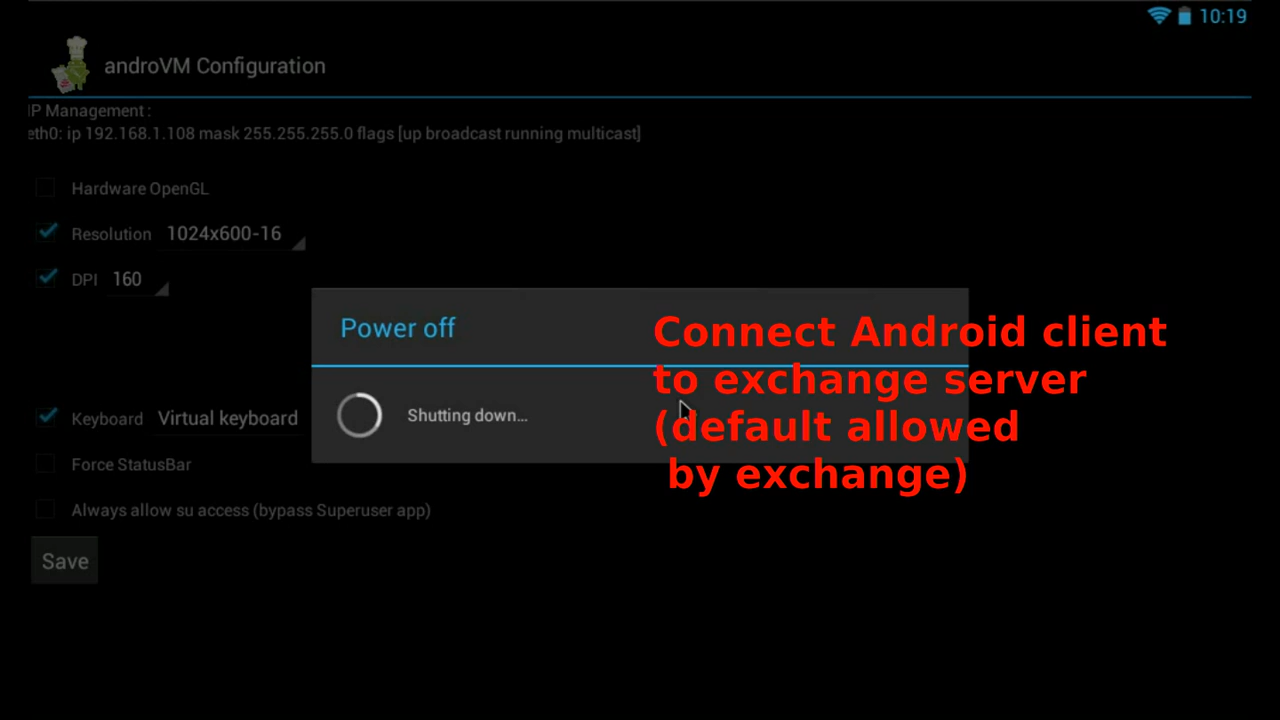 10:19
androVM Configuration
IP Management :
eth0: ip 192.168.1.108 mask 255.255.255.0 flags [up broadcast running multicast]
Hardware OpenGL
Resolution 1024x600-16
DPI 160
Power off
Shutting down...
Connect Android client
to exchange server
(default allowed
by exchange)
Keyboard Virtual keyboard
Force StatusBar
Always allow su access (bypass Superuser app)
Save